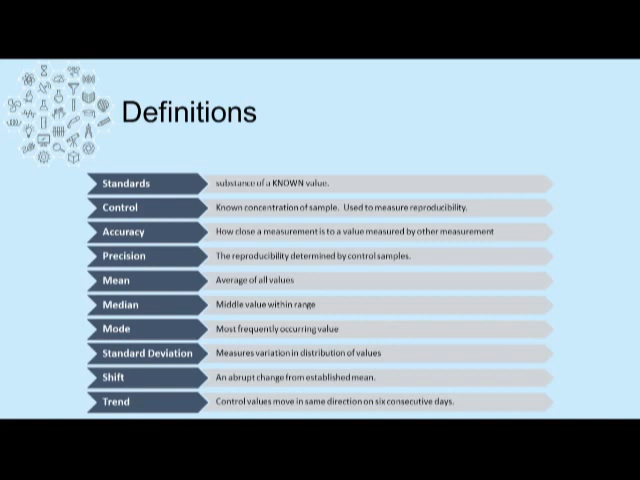 Definitions
Standards substance of a KNOWN value.
Control Known concentration of sample. Used to measure reproducibility.
Accuracy How close a measurement is to a value measured by other measurement
Precision The reproducibility determined by control samples.
Mean Average of all values
Median Middle value within range
Mode Most frequently occurring value
Standard Deviation Measures variation in distribution of values
Shift An abrupt change from established mean.
Trend Control values move in same direction on six consecutive days.